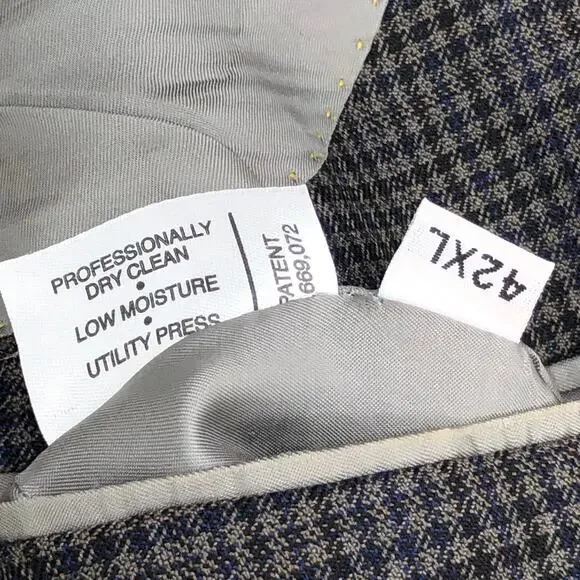 PROFESSIONALLY
DRY CLEAN
•
LOW MOISTURE
•
UTILITY PRESS
PATENT
669,072
42XL